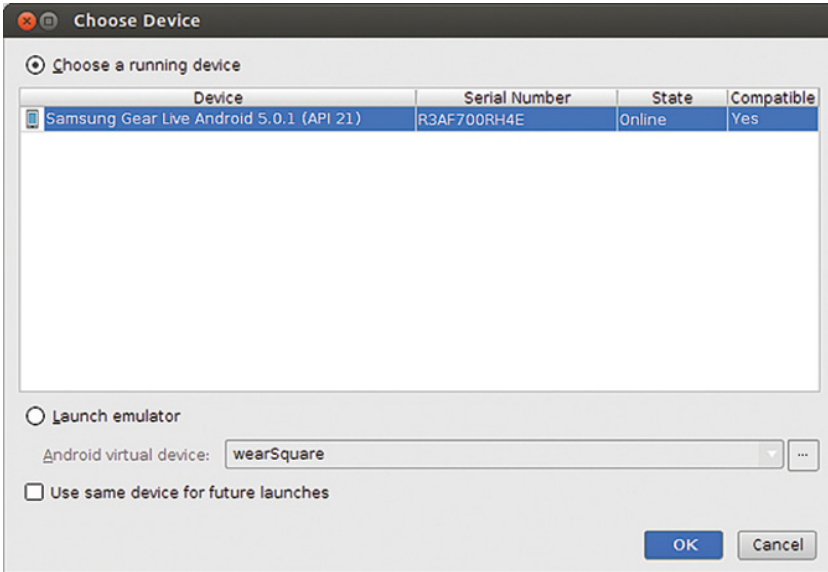 Choose Device
Choose a running device
Device Serial Number State Compatible
Samsung Gear Live Android 5.0.1 (API 21) R3AF700RH4E Online Yes
Launch emulator
Android virtual device: wearSquare ...
Use same device for future launches
OK Cancel